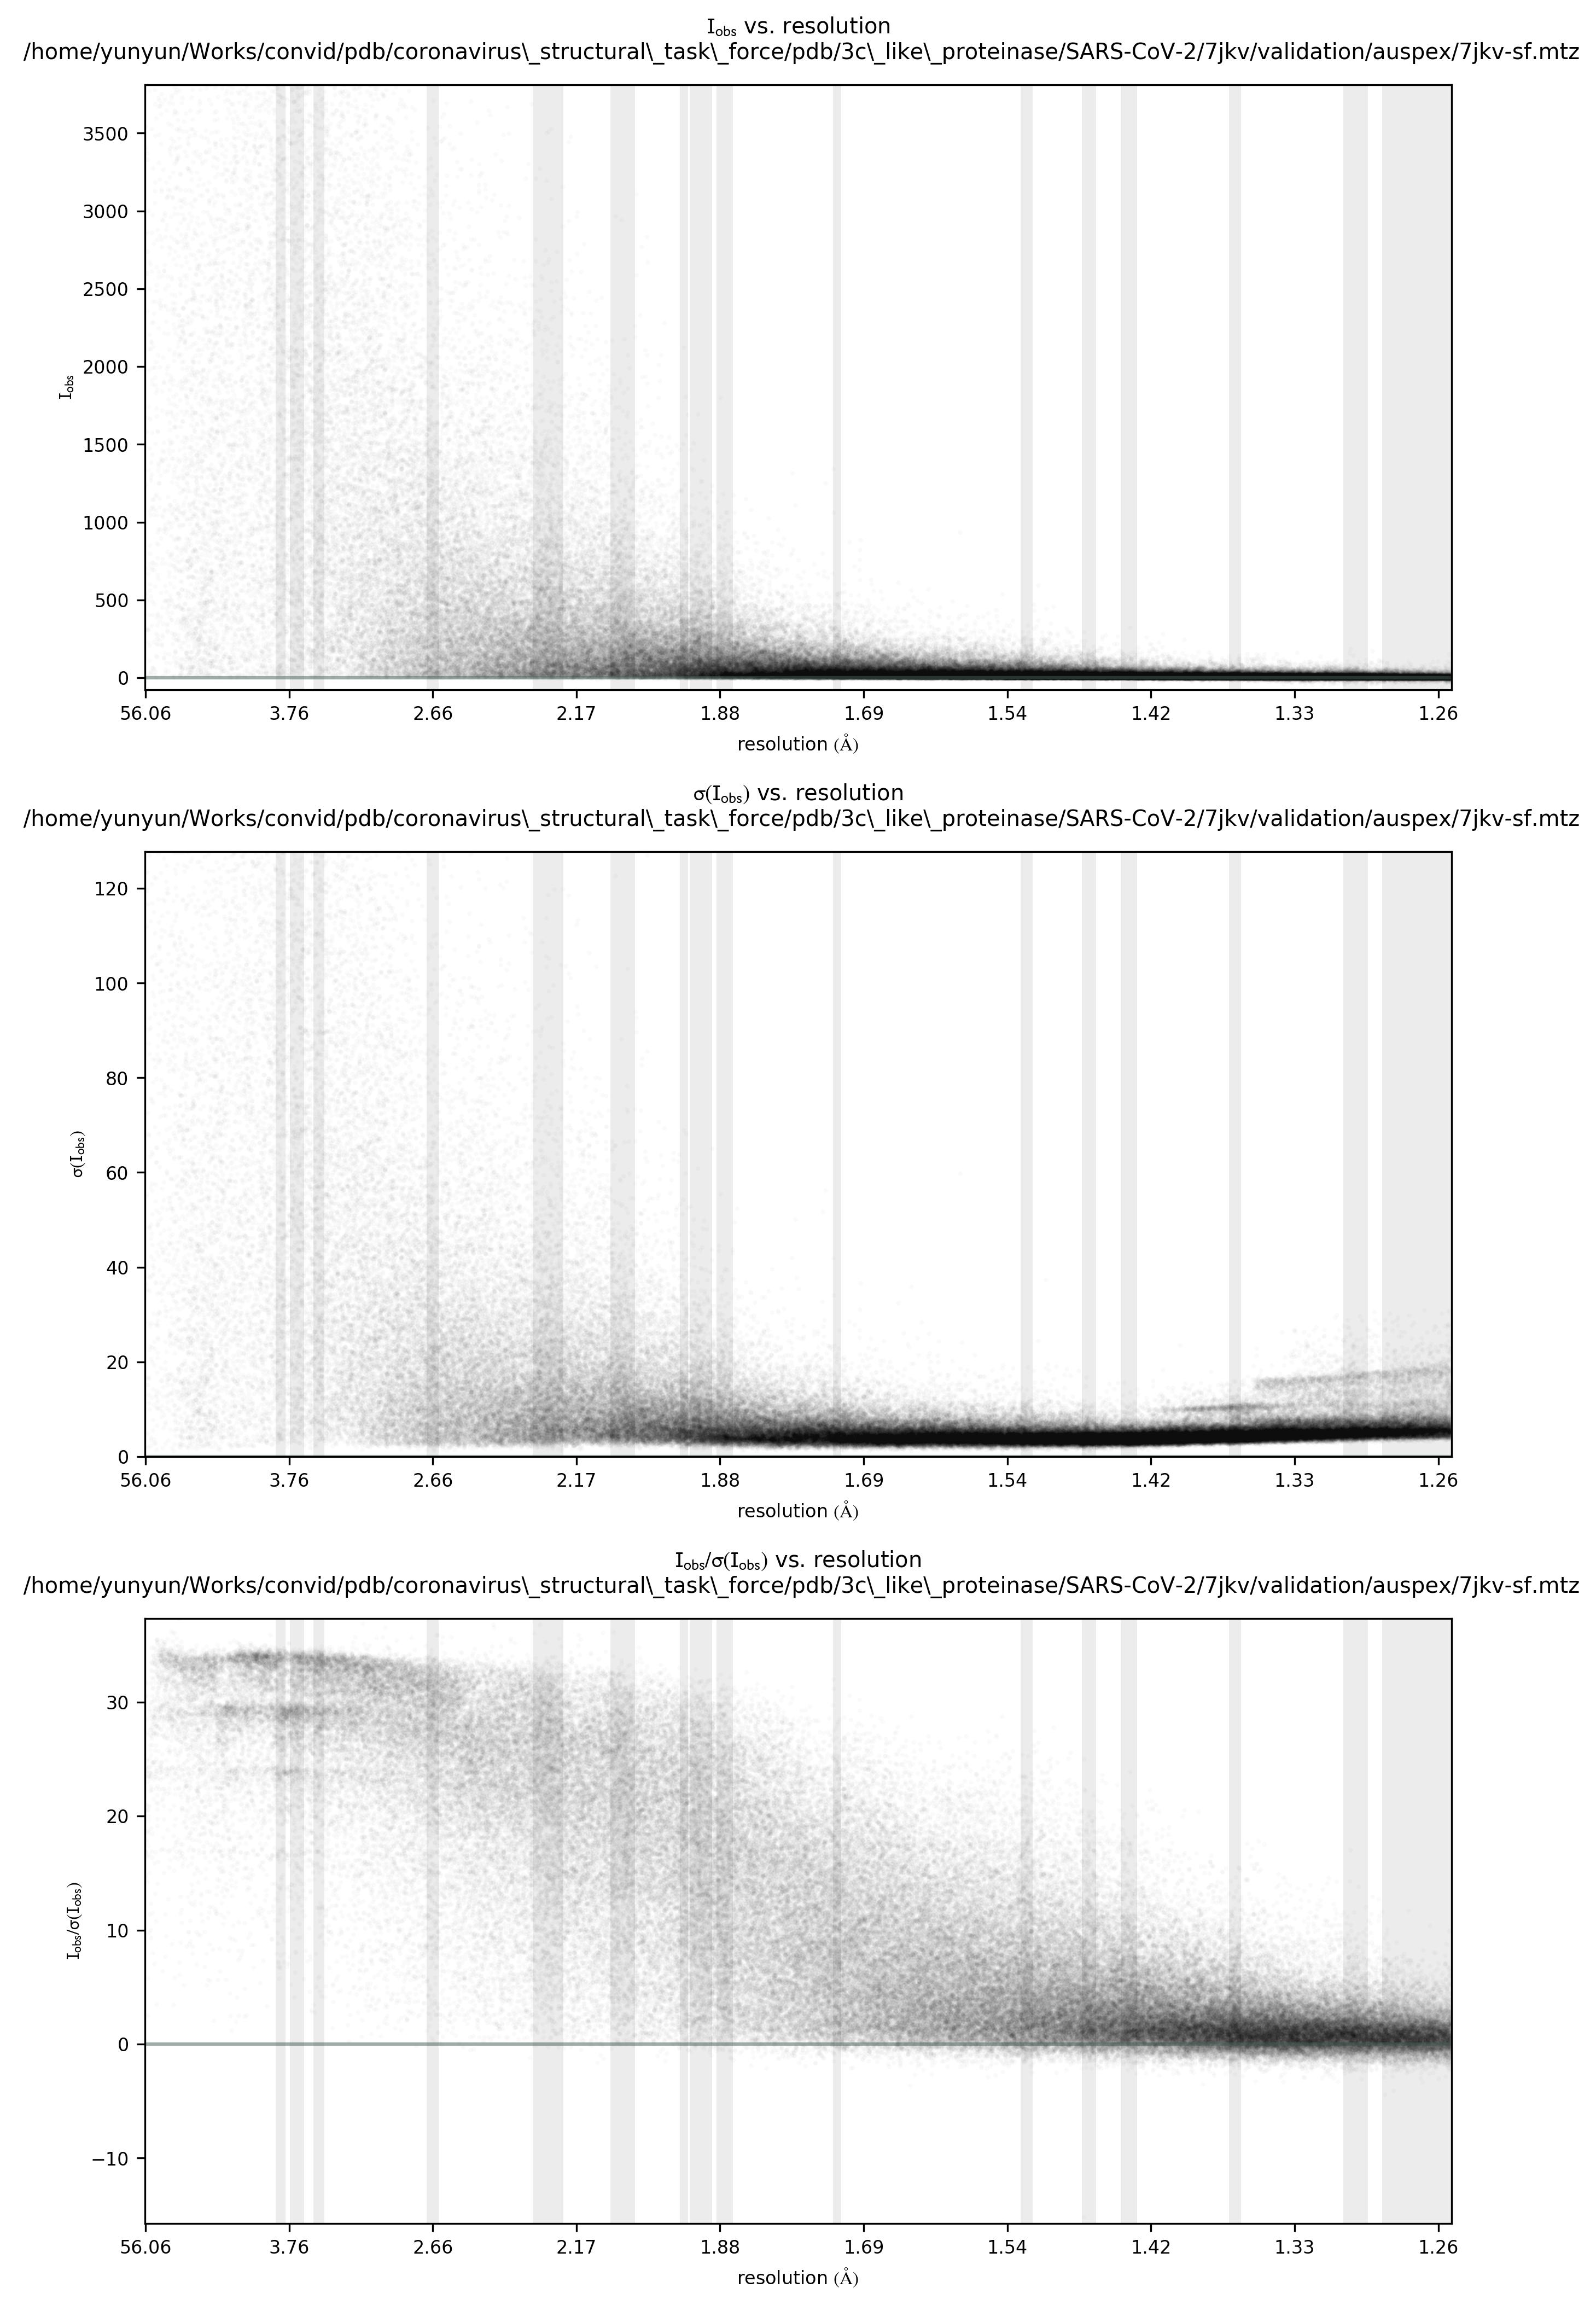 I_obs vs. resolution
/home/yunyun/Works/convid/pdb/coronavirus\_structural\_task\_force/pdb/3c\_like\_proteinase/SARS-CoV-2/7jkv/validation/auspex/7jkv-sf.mtz
3500
3000
2500
2000
1500
1000
500
0
I_obs
56.06 3.76 2.66 2.17 1.88 1.69 1.54 1.42 1.33 1.26
resolution (Å)
σ(I_obs) vs. resolution
/home/yunyun/Works/convid/pdb/coronavirus\_structural\_task\_force/pdb/3c\_like\_proteinase/SARS-CoV-2/7jkv/validation/auspex/7jkv-sf.mtz
120
100
80
60
40
20
0
σ(I_obs)
56.06 3.76 2.66 2.17 1.88 1.69 1.54 1.42 1.33 1.26
resolution (Å)
I_obs/σ(I_obs) vs. resolution
/home/yunyun/Works/convid/pdb/coronavirus\_structural\_task\_force/pdb/3c\_like\_proteinase/SARS-CoV-2/7jkv/validation/auspex/7jkv-sf.mtz
30
20
10
0
−10
I_obs/σ(I_obs)
56.06 3.76 2.66 2.17 1.88 1.69 1.54 1.42 1.33 1.26
resolution (Å)